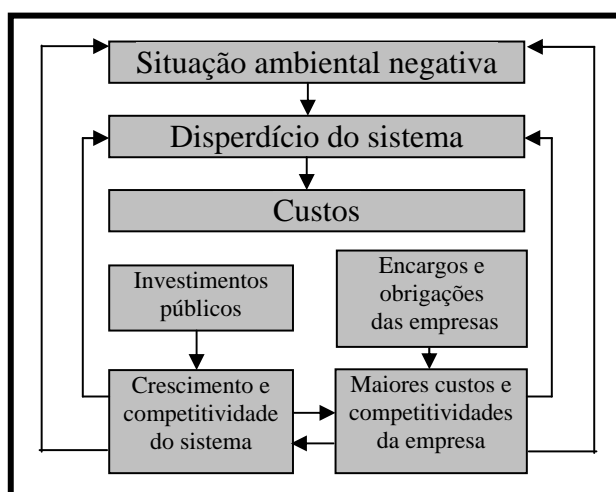 Situação ambiental negativa
Disperdício do sistema
Custos
Investimentos
públicos
Encargos e
obrigações
das empresas
Crescimento e
competitividade
do sistema
Maiores custos e
competitividades
da empresa